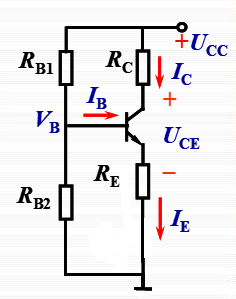 +U_CC
R_B1
R_C
I_C
I_B
+
V_B
U_CE
R_B2
R_E
−
I_E